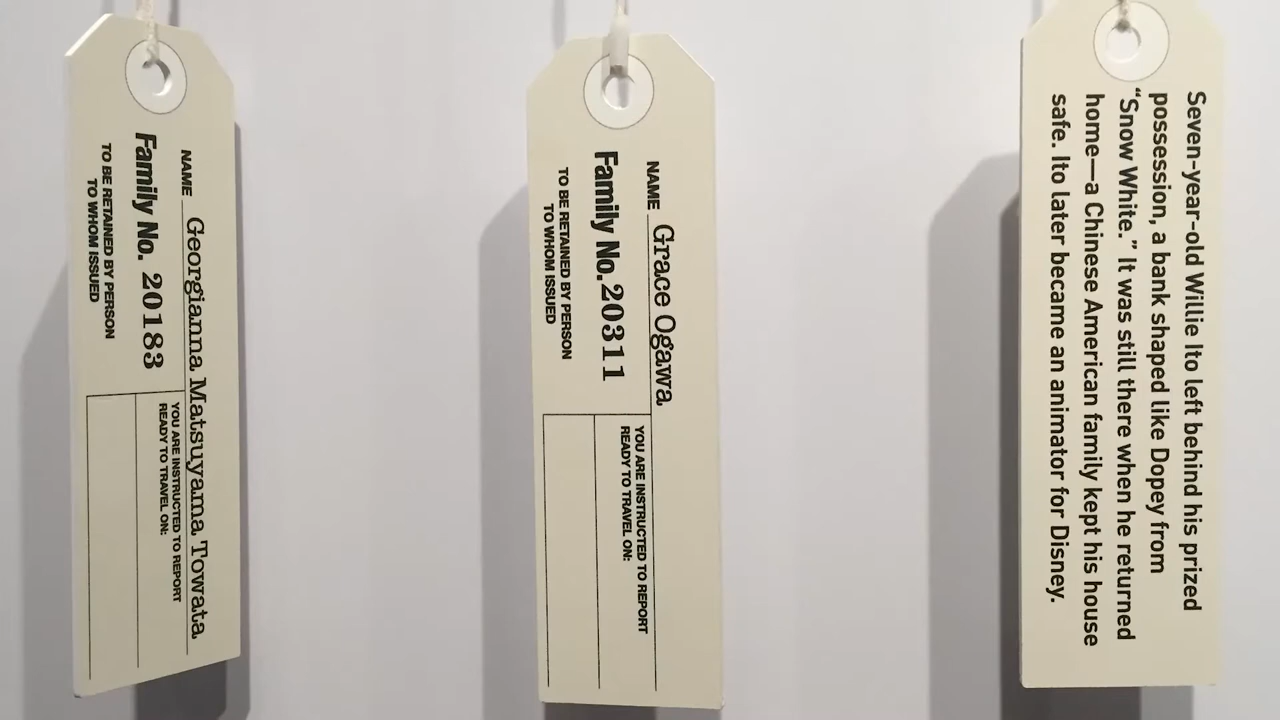 NAME Georgianna Matsuyama Towata
Family No. 20183
TO BE RETAINED BY PERSON
TO WHOM ISSUED
YOU ARE INSTRUCTED TO REPORT
READY TO TRAVEL ON:
NAME Grace Ogawa
Family No. 20311
TO BE RETAINED BY PERSON
TO WHOM ISSUED
YOU ARE INSTRUCTED TO REPORT
READY TO TRAVEL ON:
Seven-year-old Willie Ito left behind his prized
possession, a bank shaped like Dopey from
“Snow White.” It was still there when he returned
home—a Chinese American family kept his house
safe. Ito later became an animator for Disney.